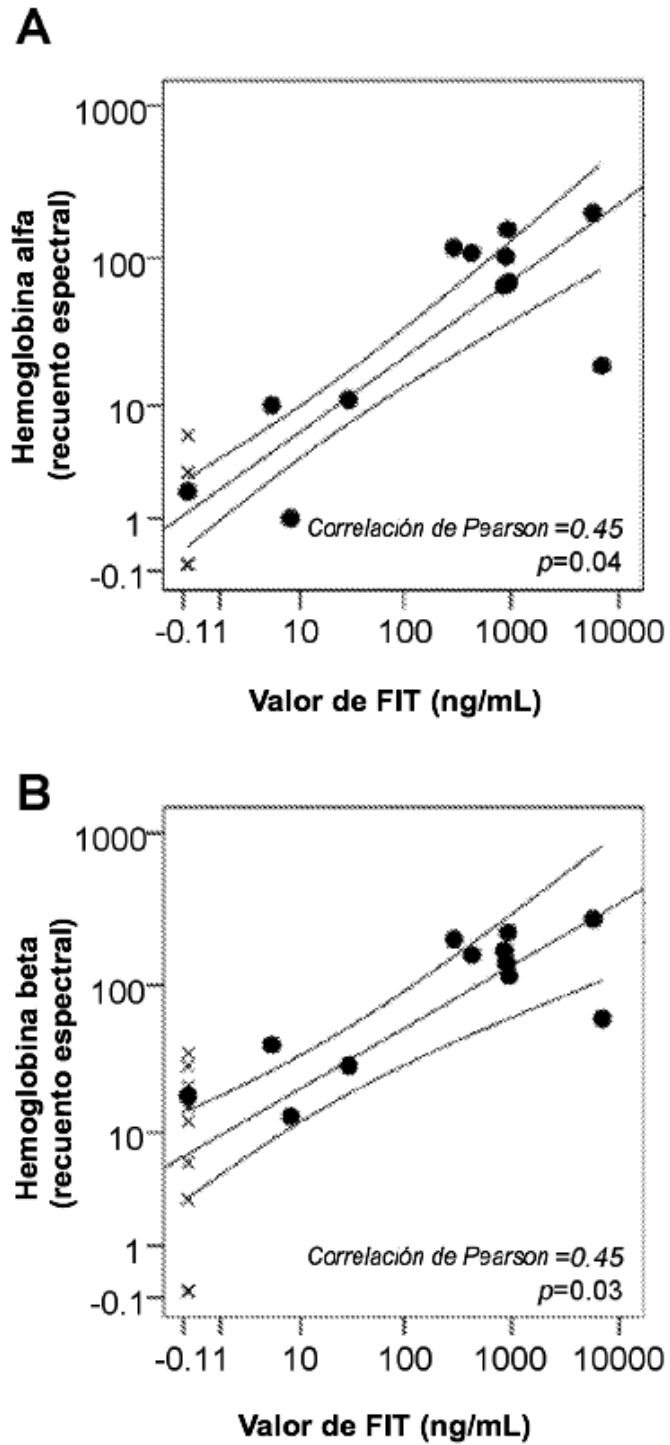 A
Hemoglobina alfa
(recuento espectral)
1000
100
10
1
-0.1
Correlación de Pearson =0.45
p=0.04
-0.11 10 100 1000 10000
Valor de FIT (ng/mL)
B
Hemoglobina beta
(recuento espectral)
1000
100
10
1
-0.1
Correlación de Pearson =0.45
p=0.03
-0.11 10 100 1000 10000
Valor de FIT (ng/mL)